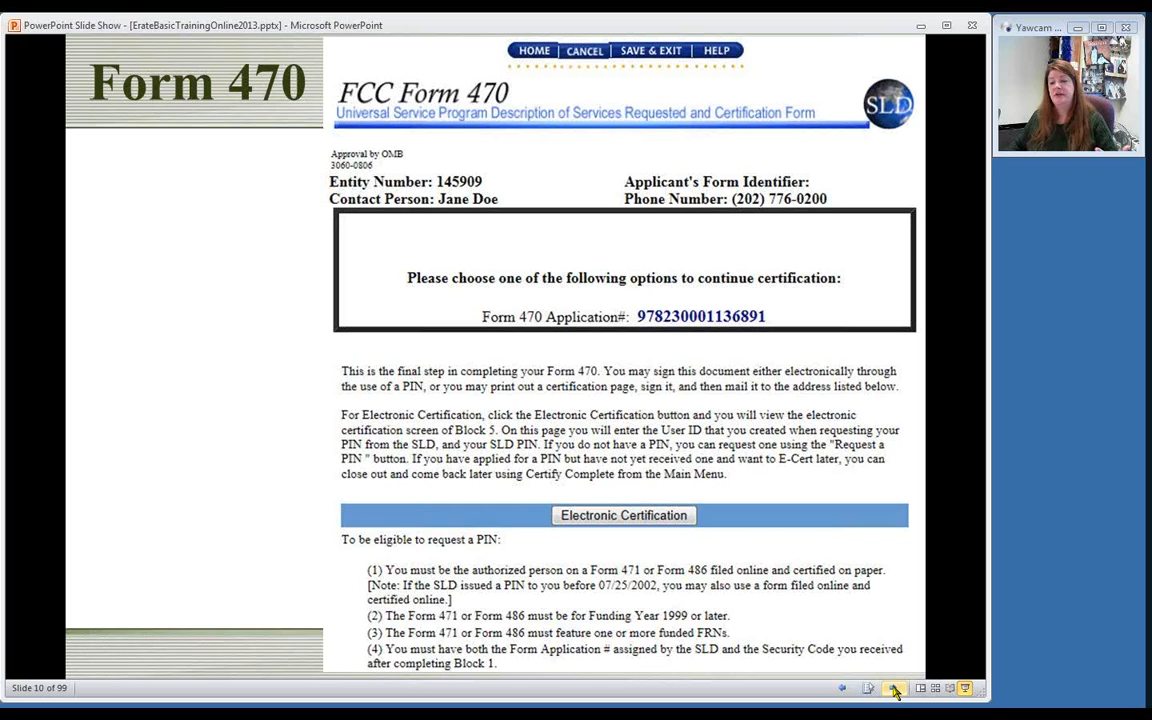 PowerPoint Slide Show - [ErateBasicTrainingOnline2013.pptx] - Microsoft PowerPoint
Yawcam ...
Form 470
HOME | CANCEL | SAVE & EXIT | HELP
FCC Form 470
Universal Service Program Description of Services Requested and Certification Form
SLD
Approval by OMB
3060-0806
Entity Number: 145909
Applicant's Form Identifier:
Contact Person: Jane Doe
Phone Number: (202) 776-0200
Please choose one of the following options to continue certification:
Form 470 Application#: 978230001136891
This is the final step in completing your Form 470. You may sign this document either electronically through
the use of a PIN, or you may print out a certification page, sign it, and then mail it to the address listed below.
For Electronic Certification, click the Electronic Certification button and you will view the electronic
certification screen of Block 5. On this page you will enter the User ID that you created when requesting your
PIN from the SLD, and your SLD PIN. If you do not have a PIN, you can request one using the "Request a
PIN " button. If you have applied for a PIN but have not yet received one and want to E-Cert later, you can
close out and come back later using Certify Complete from the Main Menu.
Electronic Certification
To be eligible to request a PIN:
(1) You must be the authorized person on a Form 471 or Form 486 filed online and certified on paper.
[Note: If the SLD issued a PIN to you before 07/25/2002, you may also use a form filed online and
certified online.]
(2) The Form 471 or Form 486 must be for Funding Year 1999 or later.
(3) The Form 471 or Form 486 must feature one or more funded FRNs.
(4) You must have both the Form Application # assigned by the SLD and the Security Code you received
after completing Block 1.
Slide 10 of 99